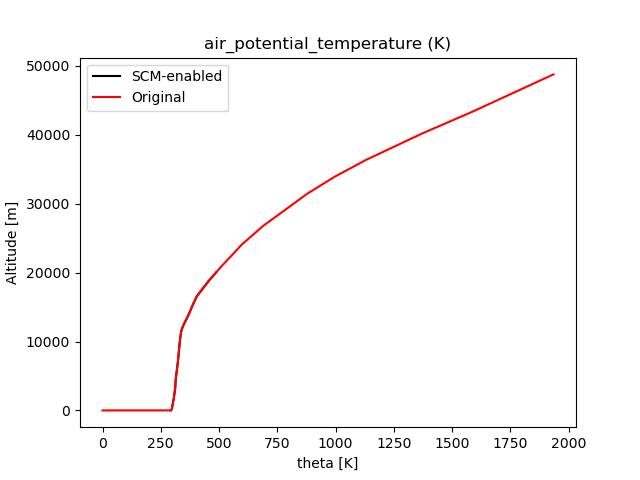 air_potential_temperature (K)
SCM-enabled
Original
Altitude [m]
50000
40000
30000
20000
10000
0
0 250 500 750 1000 1250 1500 1750 2000
theta [K]